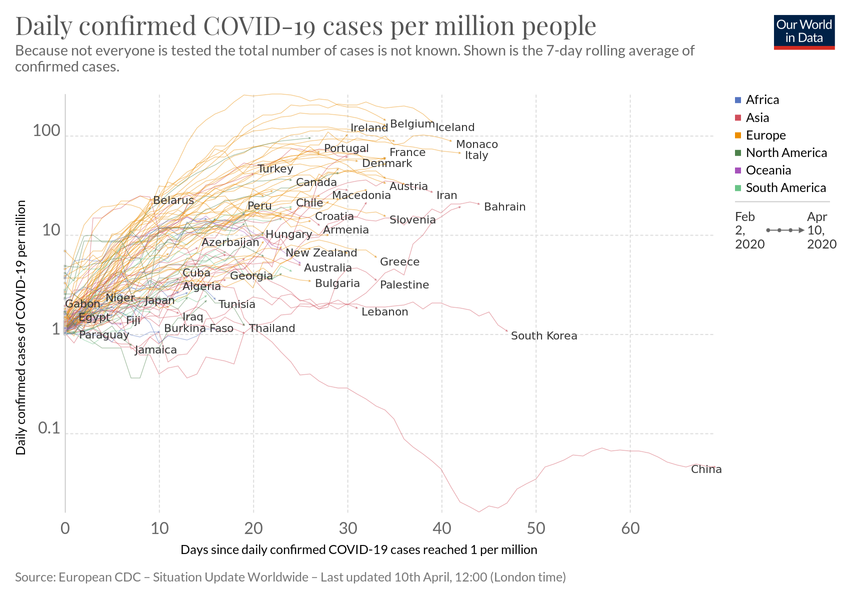 Daily confirmed COVID-19 cases per million people
Our World
in Data
Because not everyone is tested the total number of cases is not known. Shown is the 7-day rolling average of
confirmed cases.
Africa
Asia
Europe
North America
Oceania
South America
Feb
2,
2020
Apr
10,
2020
Daily confirmed cases of COVID-19 per million
100
10
1
0.1
Ireland
Belgium
Iceland
Monaco
Portugal
France
Italy
Denmark
Turkey
Canada
Austria
Belarus
Macedonia
Iran
Peru
Chile
Bahrain
Croatia
Slovenia
Armenia
Hungary
Azerbaijan
New Zealand
Greece
Australia
Cuba
Georgia
Algeria
Bulgaria
Palestine
Gabon
Niger
Japan
Tunisia
Lebanon
Egypt
Fiji
Iraq
Burkina Faso
Thailand
Paraguay
South Korea
Jamaica
China
0
10
20
30
40
50
60
Days since daily confirmed COVID-19 cases reached 1 per million
Source: European CDC – Situation Update Worldwide – Last updated 10th April, 12:00 (London time)